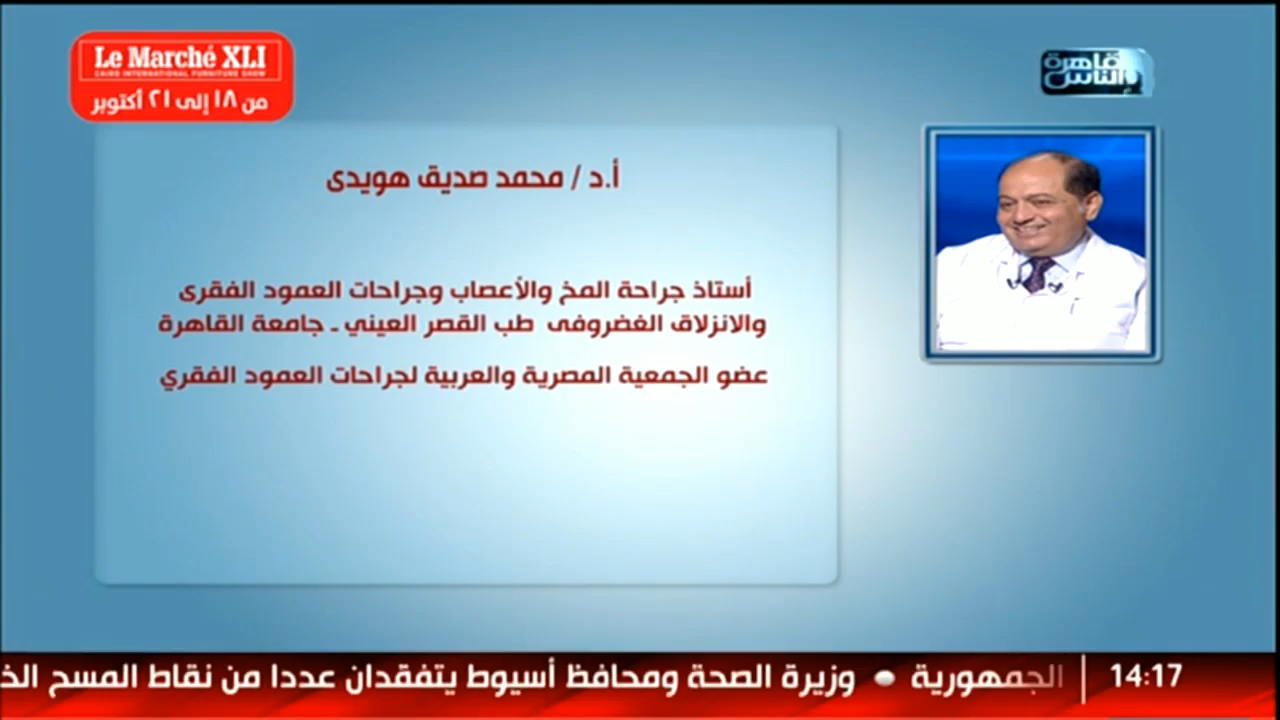 Le Marché XLI
CAIRO INTERNATIONAL FURNITURE SHOW
من ١٨ إلى ٢١ أكتوبر
القاهرة
والناس
أ.د / محمد صديق هويدى
أستاذ جراحة المخ والأعصاب وجراحات العمود الفقرى
والانزلاق الغضروفى طب القصر العيني - جامعة القاهرة
عضو الجمعية المصرية والعربية لجراحات العمود الفقري
14:17
الجمهورية ● وزيرة الصحة ومحافظ أسيوط يتفقدان عددا من نقاط المسح